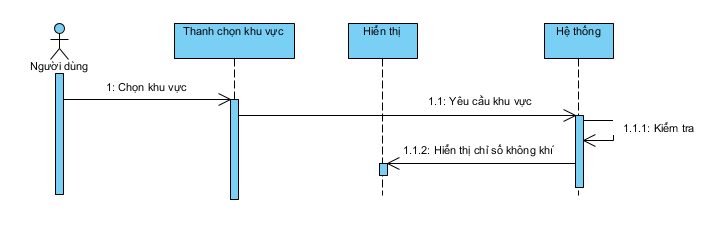 Thanh chọn khu vực
Hiển thị
Hệ thống
Người dùng
1: Chọn khu vực
1.1: Yêu cầu khu vực
1.1.1: Kiểm tra
1.1.2: Hiển thị chỉ số không khí